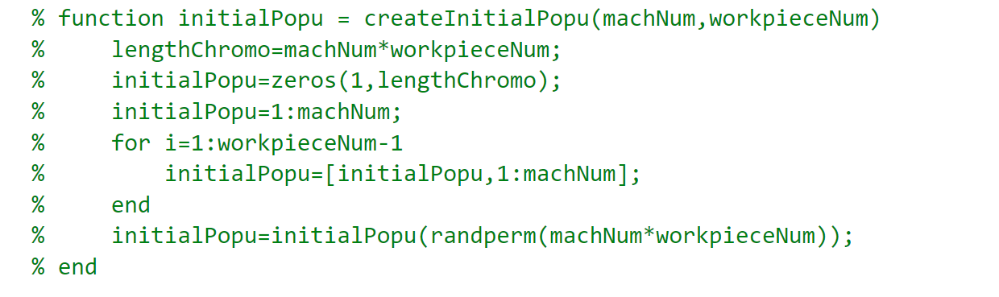 % function initialPopu = createInitialPopu(machNum,workpieceNum)
%     lengthChromo=machNum*workpieceNum;
%     initialPopu=zeros(1,lengthChromo);
%     initialPopu=1:machNum;
%     for i=1:workpieceNum-1
%         initialPopu=[initialPopu,1:machNum];
%     end
%     initialPopu=initialPopu(randperm(machNum*workpieceNum));
% end